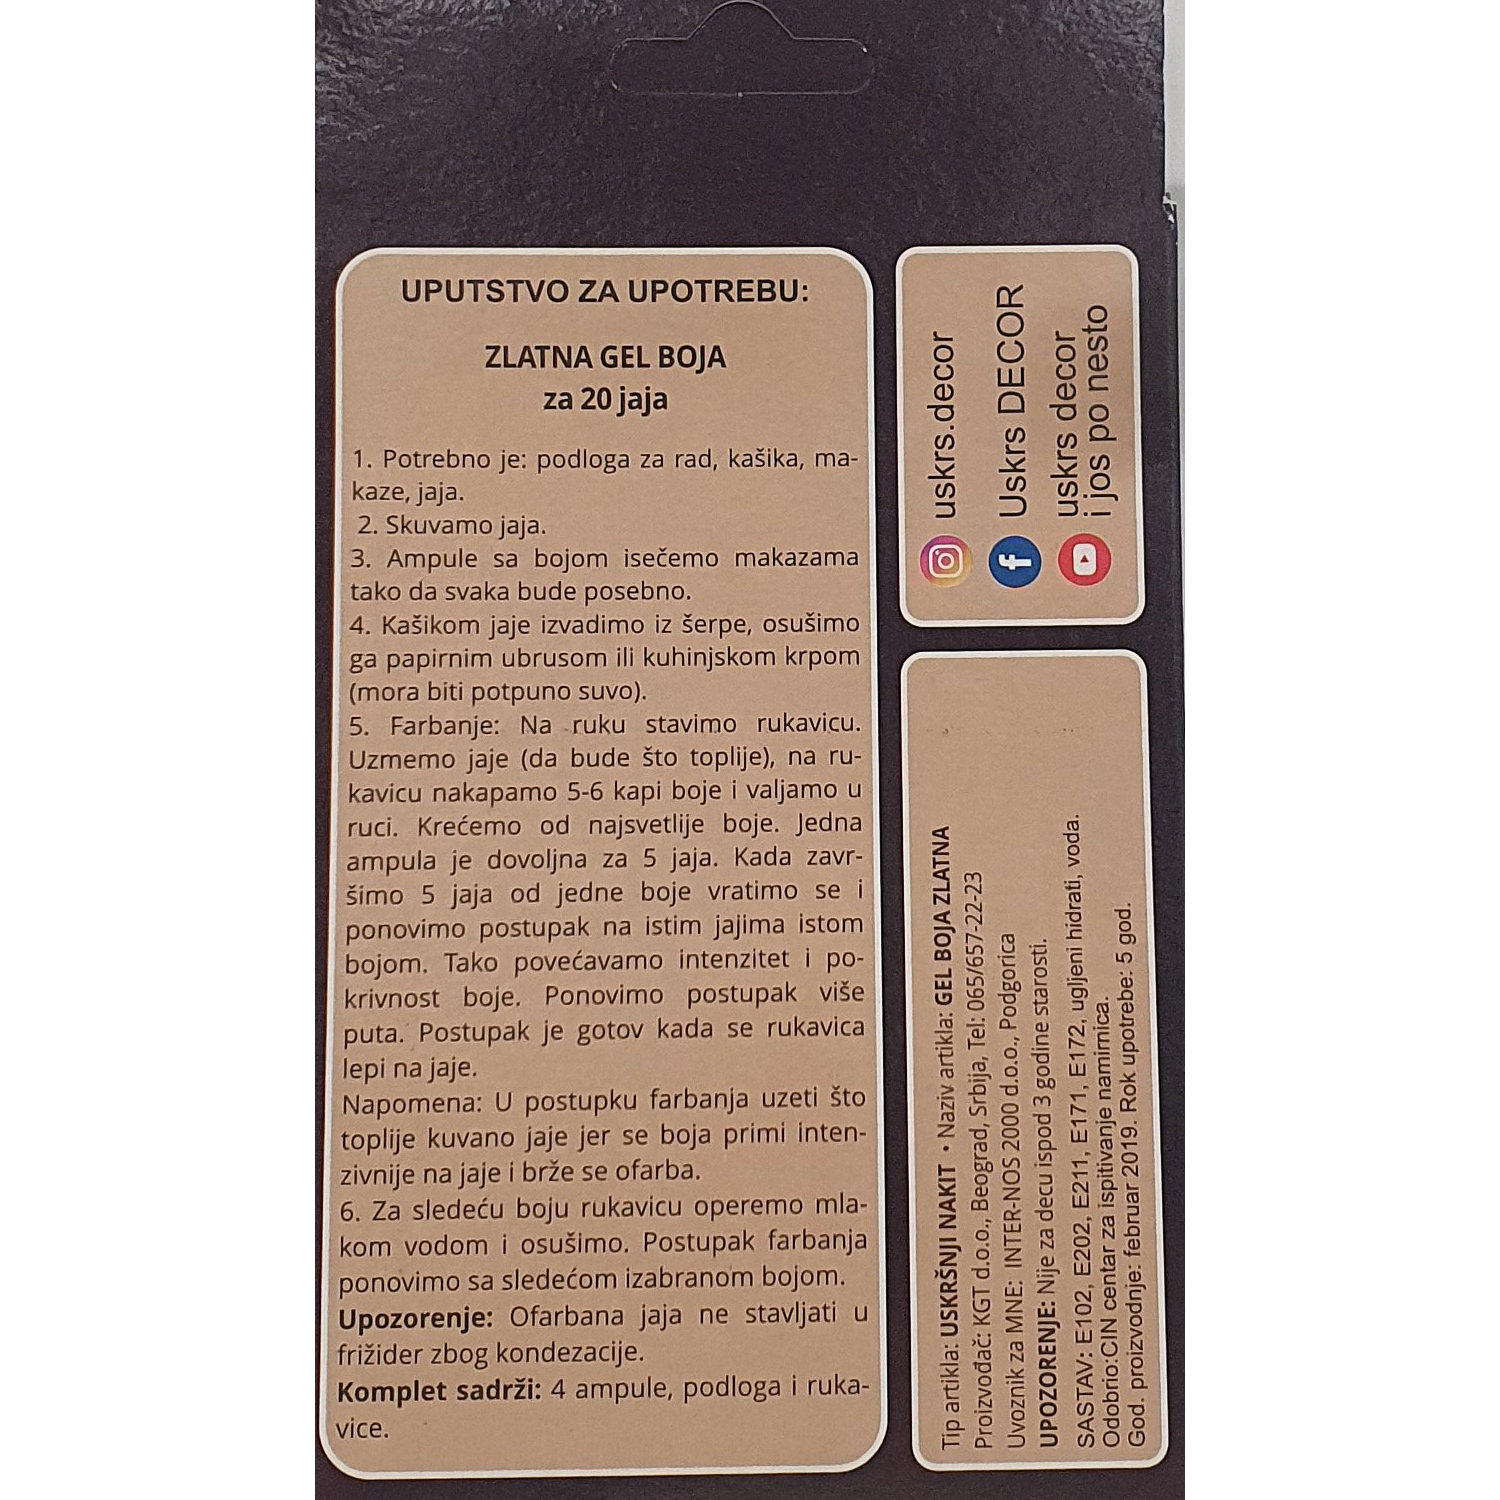 UPUTSTVO ZA UPOTREBU:
ZLATNA GEL BOJA
za 20 jaja
1. Potrebno je: podloga za rad, kašika, ma-
kaze, jaja.
2. Skuvamo jaja.
3. Ampule sa bojom isečemo makazama
tako da svaka bude posebno.
4. Kašikom jaje izvadimo iz šerpe, osušimo
ga papirnim ubrusom ili kuhinjskom krpom
(mora biti potpuno suvo).
5. Farbanje: Na ruku stavimo rukavicu.
Uzmemo jaje (da bude što toplije), na ru-
kavicu nakapamo 5-6 kapi boje i valjamo u
ruci. Krećemo od najsvetlije boje. Jedna
ampula je dovoljna za 5 jaja. Kada zavr-
šimo 5 jaja od jedne boje vratimo se i
ponovimo postupak na istim jajima istom
bojom. Tako povećavamo intenzitet i po-
krivnost boje. Ponovimo postupak više
puta. Postupak je gotov kada se rukavica
lepi na jaje.
Napomena: U postupku farbanja uzeti što
toplije kuvano jaje jer se boja primi inten-
zivnije na jaje i brže se ofarba.
6. Za sledeću boju rukavicu operemo mla-
kom vodom i osušimo. Postupak farbanja
ponovimo sa sledećom izabranom bojom.
Upozorenje: Ofarbana jaja ne stavljati u
frižider zbog kondezacije.
Komplet sadrži: 4 ampule, podloga i ruka-
vice.
uskrs.decor
Uskrs DECOR
uskrs decor
i jos po nesto
Tip artikla: USKRŠNJI NAKIT • Naziv artikla: GEL BOJA ZLATNA
Proizvođač: KGT d.o.o., Beograd, Srbija, Tel: 065/657-22-23
Uvoznik za MNE: INTER-NOS 2000 d.o.o., Podgorica
UPOZORENJE: Nije za decu ispod 3 godine starosti.
SASTAV: E102, E202, E211, E171, E172, ugljeni hidrati, voda.
Odobrio:CIN centar za ispitivanje namirnica.
God. proizvodnje: februar 2019. Rok upotrebe: 5 god.